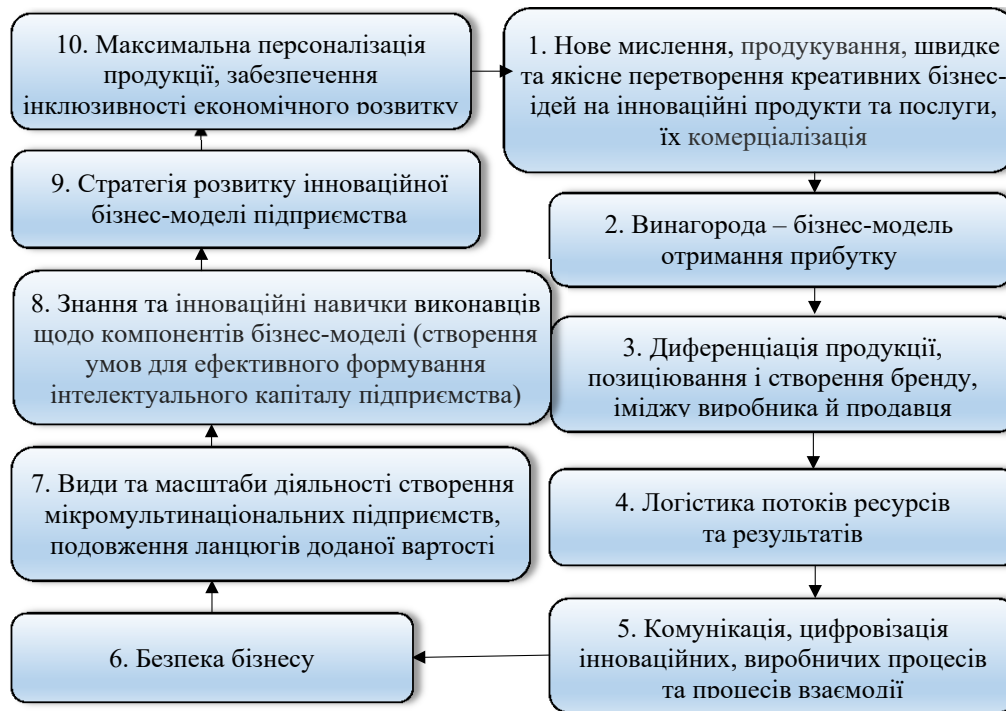 10. Максимальна персоналізація
продукції, забезпечення
інклюзивності економічного розвитку
1. Нове мислення, продукування, швидке
та якісне перетворення креативних бізнес-
ідей на інноваційні продукти та послуги,
їх комерціалізація
9. Стратегія розвитку інноваційної
бізнес-моделі підприємства
2. Винагорода – бізнес-модель
отримання прибутку
8. Знання та інноваційні навички виконавців
щодо компонентів бізнес-моделі (створення
умов для ефективного формування
інтелектуального капіталу підприємства)
3. Диференціація продукції,
позиціювання і створення бренду,
іміджу виробника й продавця
7. Види та масштаби діяльності створення
мікромультинаціональних підприємств,
подовження ланцюгів доданої вартості
4. Логістика потоків ресурсів
та результатів
6. Безпека бізнесу
5. Комунікація, цифровізація
інноваційних, виробничих процесів
та процесів взаємодії